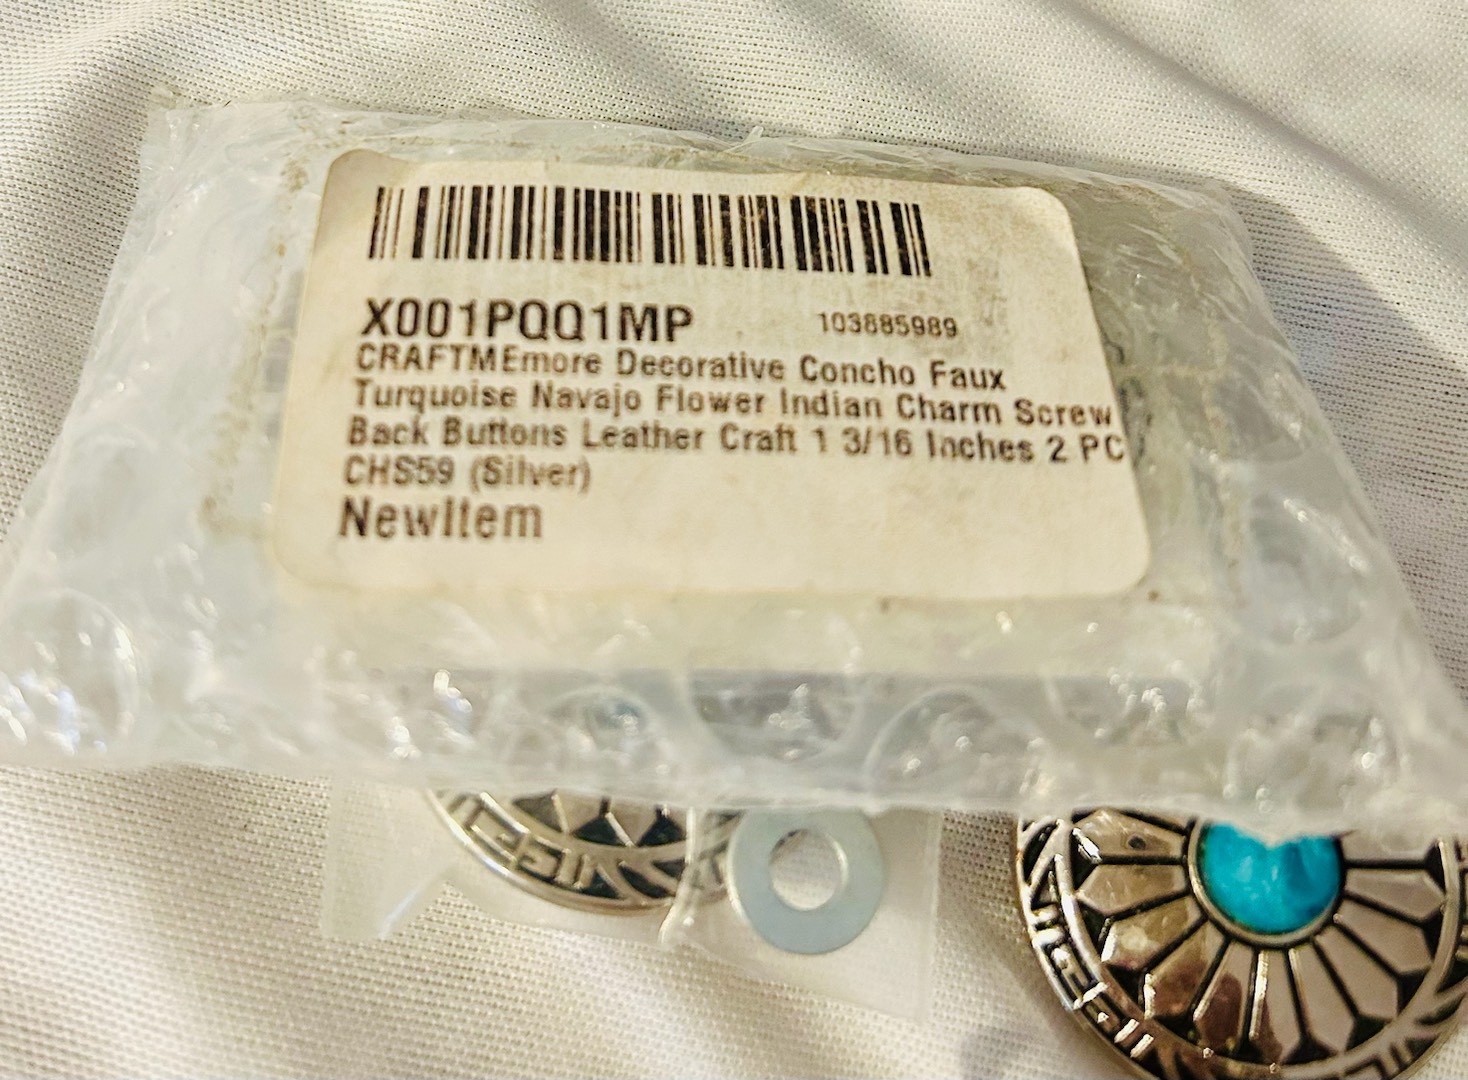 X001PQQ1MP 103885989
CRAFTMEmore Decorative Concho Faux
Turquoise Navajo Flower Indian Charm Screw
Back Buttons Leather Craft 1 3/16 Inches 2 PC
CHS59 (Silver)
NewItem